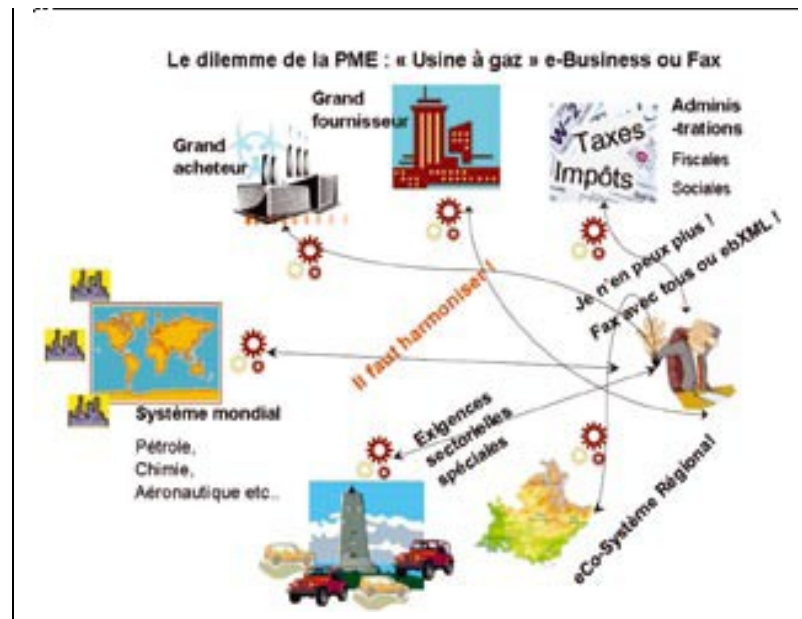 Le dilemme de la PME : « Usine à gaz » e-Business ou Fax
Grand
acheteur
Grand
fournisseur
W-2
Taxes
Impôts
Adminis
-trations
Fiscales
Sociales
Je n'en peux plus !
Fax avec tous ou ebXML !
Il faut harmoniser !
Système mondial
Pétrole,
Chimie,
Aéronautique etc..
Exigences
sectorielles
spéciales
eCo-Système Régional